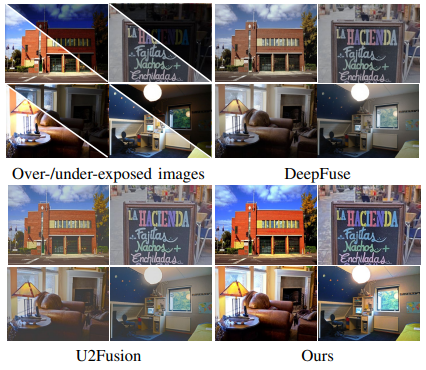 LA HACIENDA
Fajitas
Nachos +
Enchiladas
LA HACIENDA
Fajitas
Nachos +
Enchiladas
Over-/under-exposed images
DeepFuse
LA HACIENDA
Fajitas
Nachos +
Enchiladas
LA HACIENDA
Fajitas
Nachos +
Enchiladas
U2Fusion
Ours